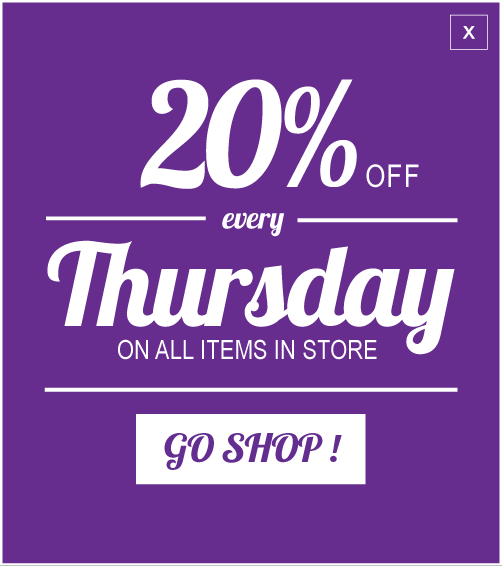 X
20% OFF
every
Thursday
ON ALL ITEMS IN STORE
GO SHOP !